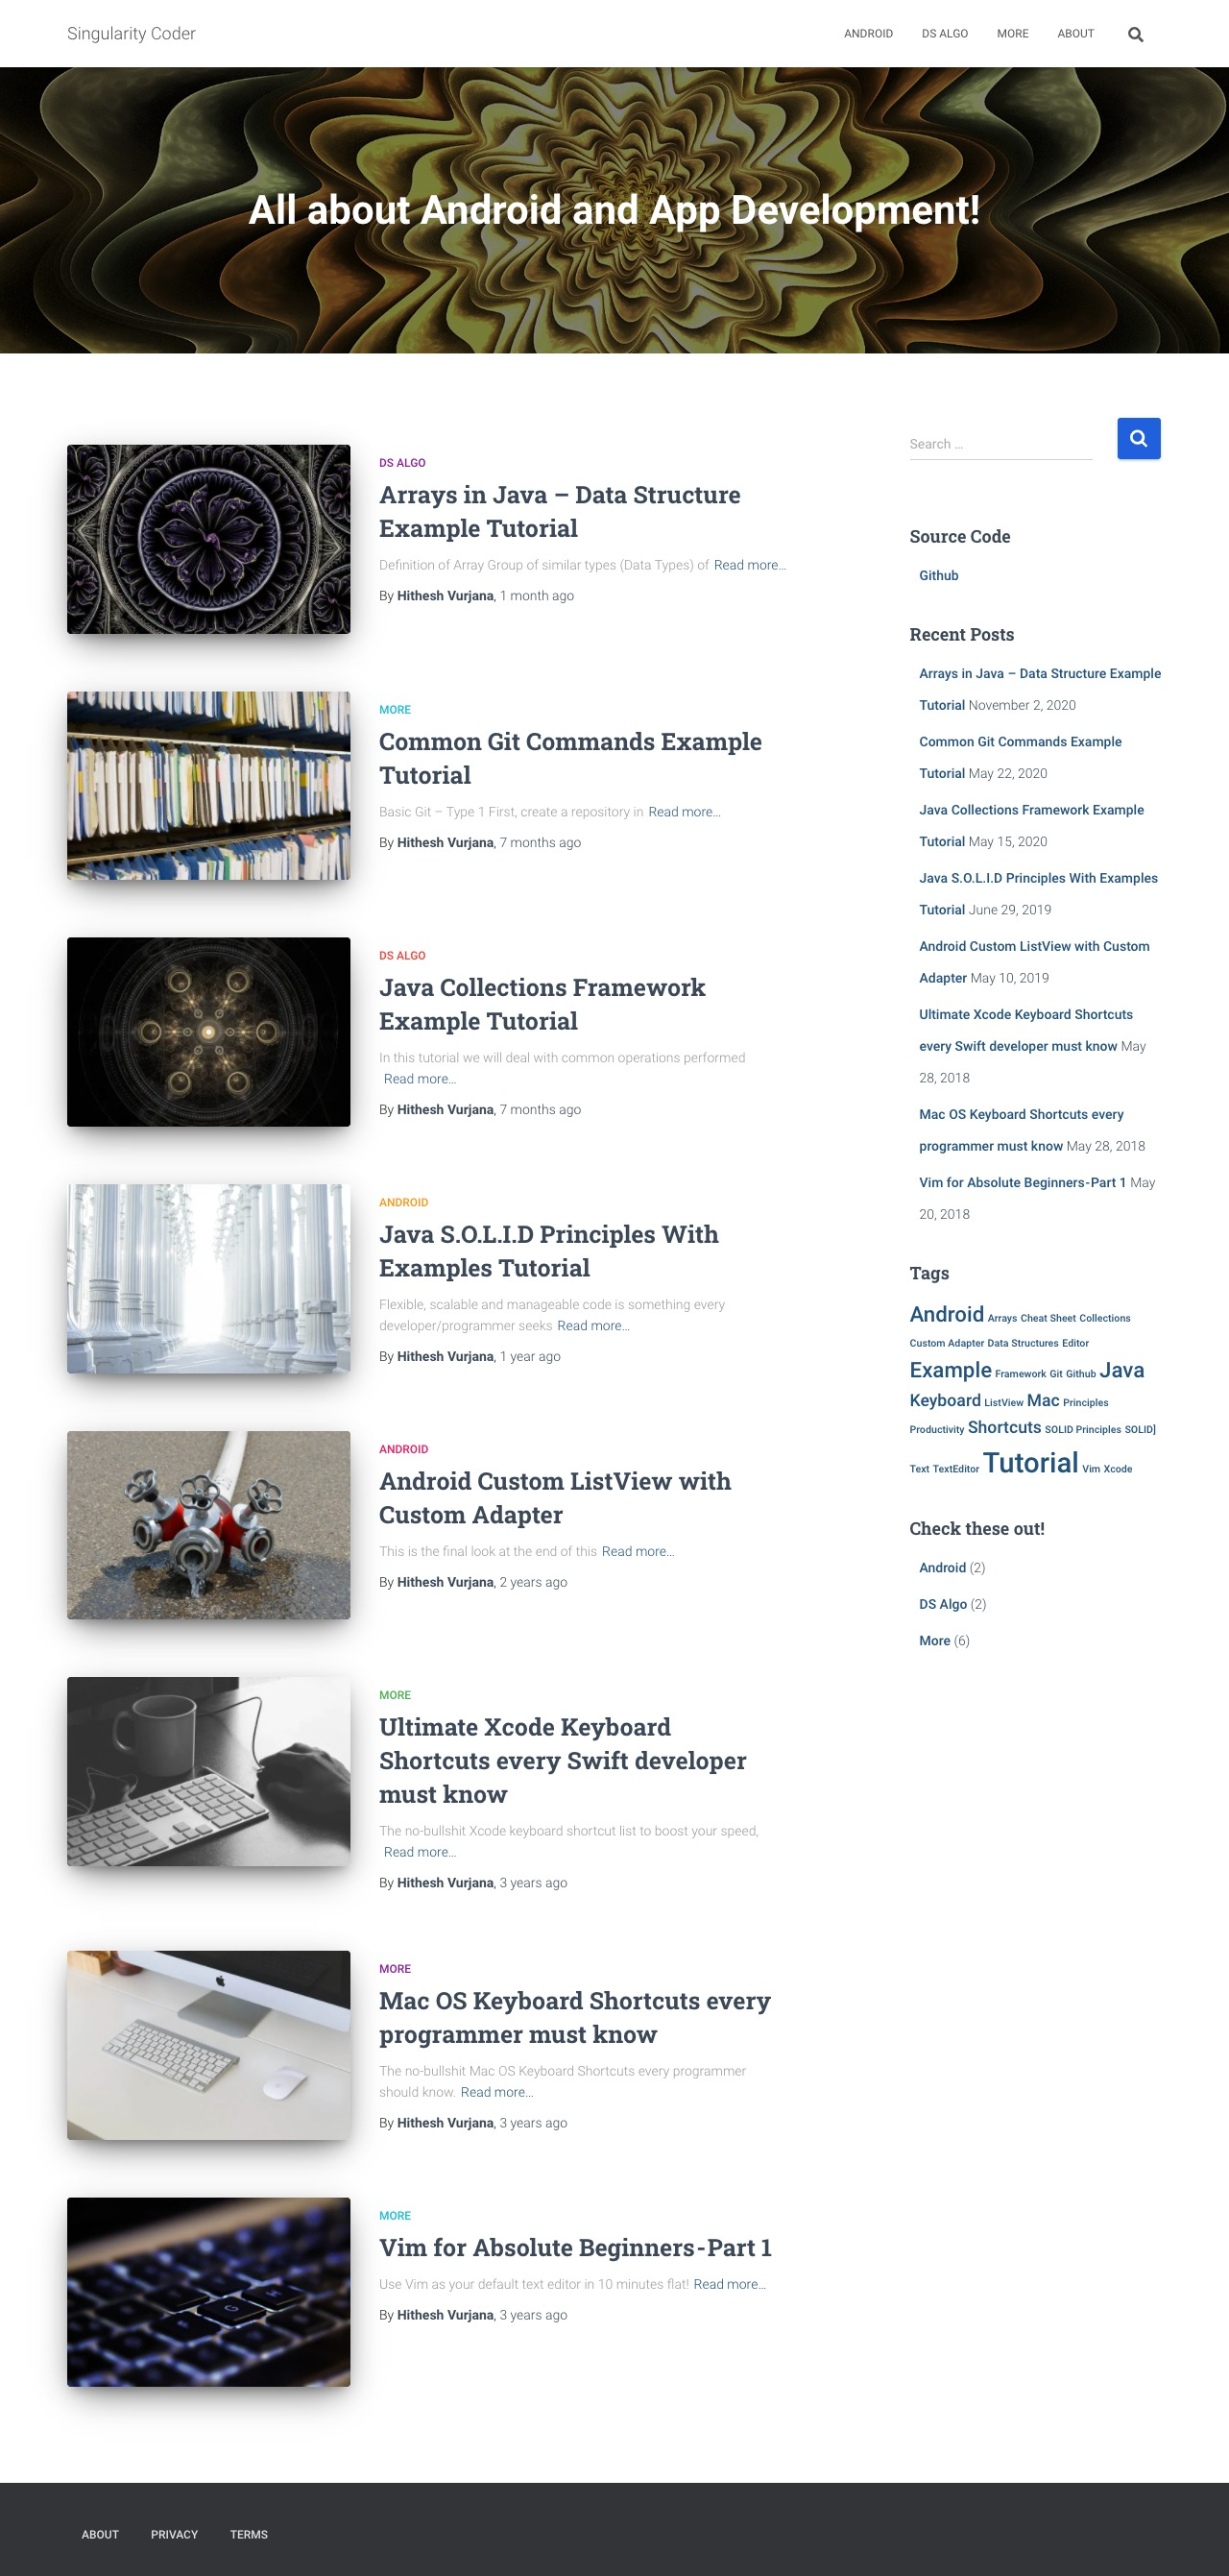 Singularity Coder
ANDROID
DS ALGO
MORE
ABOUT
All about Android and App Development!
DS ALGO
Arrays in Java – Data Structure
Example Tutorial
Definition of Array Group of similar types (Data Types) of Read more…
By Hithesh Vurjana, 1 month ago
MORE
Common Git Commands Example
Tutorial
Basic Git – Type 1 First, create a repository in Read more…
By Hithesh Vurjana, 7 months ago
DS ALGO
Java Collections Framework
Example Tutorial
In this tutorial we will deal with common operations performed
Read more…
By Hithesh Vurjana, 7 months ago
ANDROID
Java S.O.L.I.D Principles With
Examples Tutorial
Flexible, scalable and manageable code is something every
developer/programmer seeks Read more…
By Hithesh Vurjana, 1 year ago
ANDROID
Android Custom ListView with
Custom Adapter
This is the final look at the end of this Read more…
By Hithesh Vurjana, 2 years ago
MORE
Ultimate Xcode Keyboard
Shortcuts every Swift developer
must know
The no-bullshit Xcode keyboard shortcut list to boost your speed,
Read more…
By Hithesh Vurjana, 3 years ago
MORE
Mac OS Keyboard Shortcuts every
programmer must know
The no-bullshit Mac OS Keyboard Shortcuts every programmer
should know. Read more…
By Hithesh Vurjana, 3 years ago
MORE
Vim for Absolute Beginners-Part 1
Use Vim as your default text editor in 10 minutes flat! Read more…
By Hithesh Vurjana, 3 years ago
Search …
Source Code
Github
Recent Posts
Arrays in Java – Data Structure Example
Tutorial November 2, 2020
Common Git Commands Example
Tutorial May 22, 2020
Java Collections Framework Example
Tutorial May 15, 2020
Java S.O.L.I.D Principles With Examples
Tutorial June 29, 2019
Android Custom ListView with Custom
Adapter May 10, 2019
Ultimate Xcode Keyboard Shortcuts
every Swift developer must know May
28, 2018
Mac OS Keyboard Shortcuts every
programmer must know May 28, 2018
Vim for Absolute Beginners-Part 1 May
20, 2018
Tags
Android Arrays Cheat Sheet Collections
Custom Adapter Data Structures Editor
Example Framework Git Github Java
Keyboard ListView Mac Principles
Productivity Shortcuts SOLID Principles SOLID]
Text TextEditor Tutorial Vim Xcode
Check these out!
Android (2)
DS Algo (2)
More (6)
ABOUT
PRIVACY
TERMS